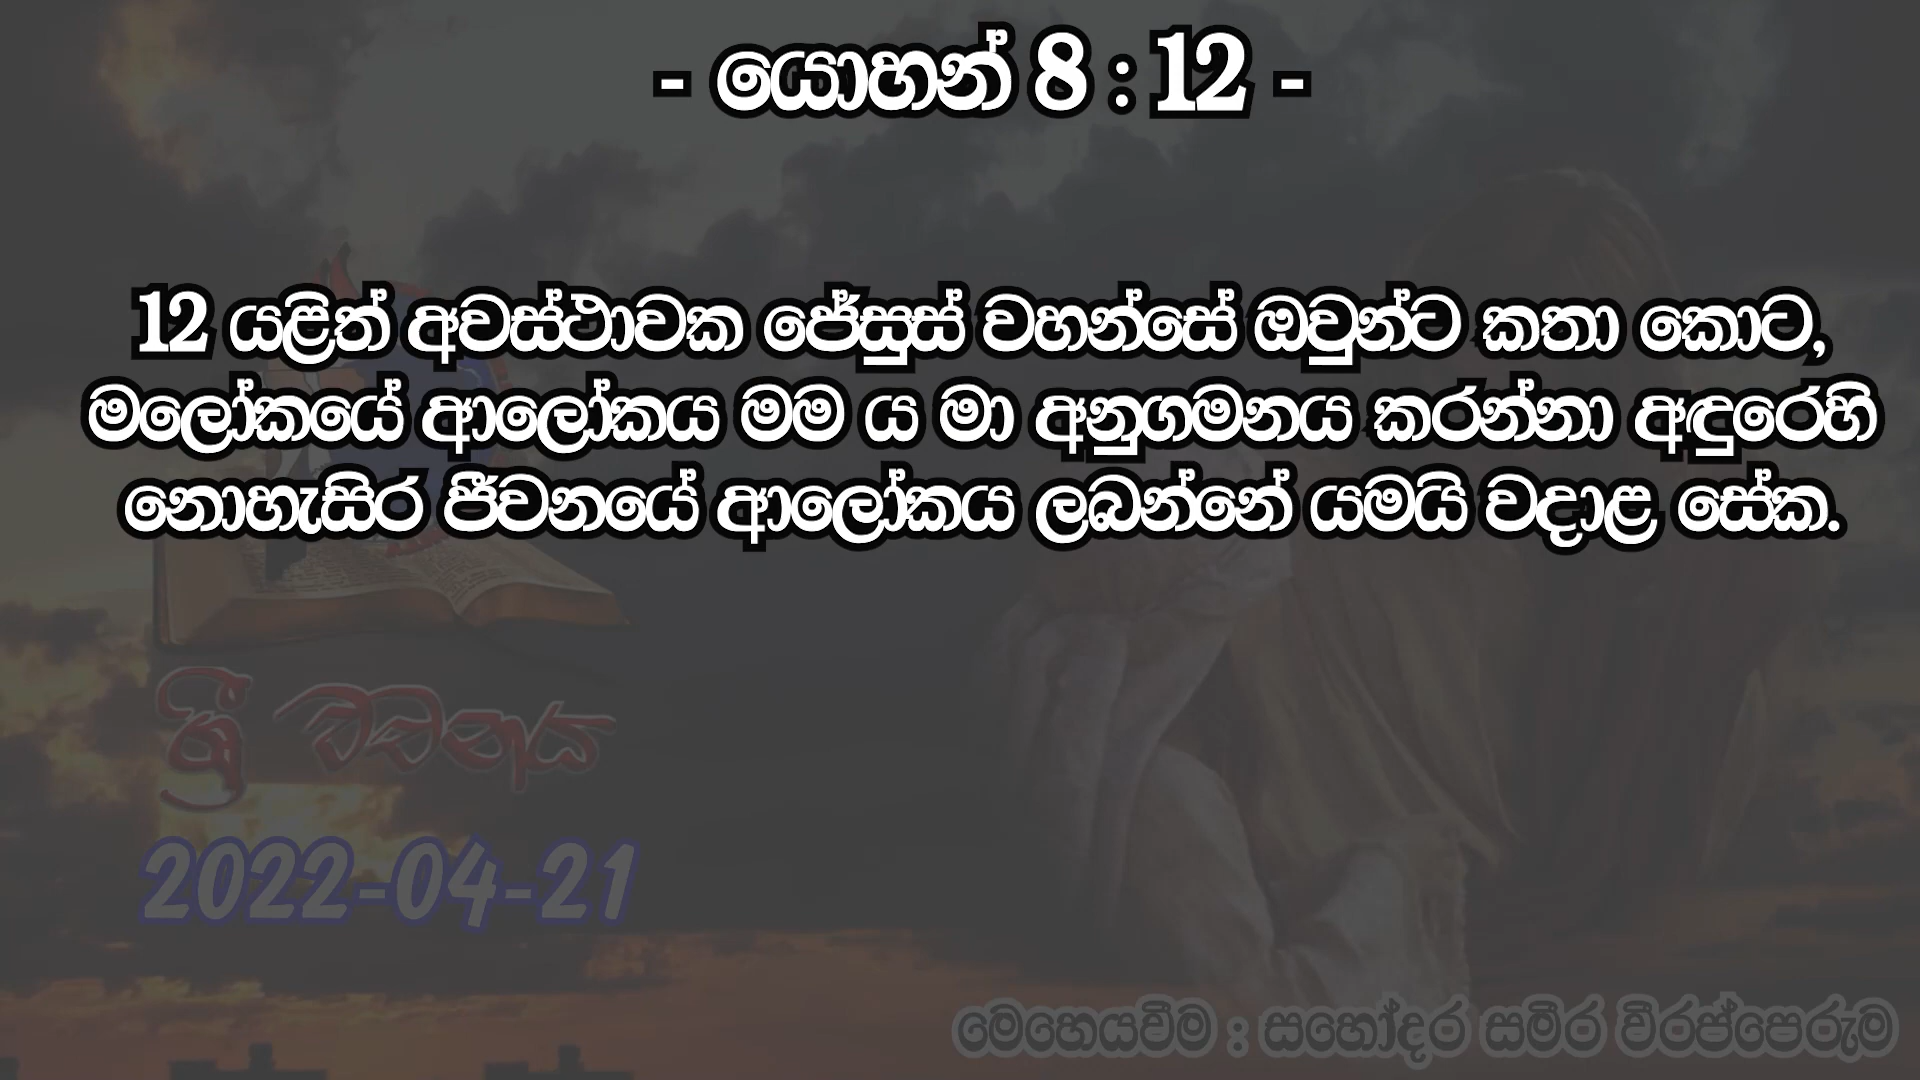 - යොහන් 8 : 12 -
12 යළිත් අවස්ථාවක ජේසුස් වහන්සේ ඔවුන්ට කතා කොට,
මලෝකයේ ආලෝකය මම ය මා අනුගමනය කරන්නා අඳුරෙහි
නොහැසිර ජීවනයේ ආලෝකය ලබන්නේ යමයි වදාළ සේක.
ශ්‍රී වචනය
2022-04-21
මෙහෙයවීම : සහෝදර සමීර වීරප්පෙරුම